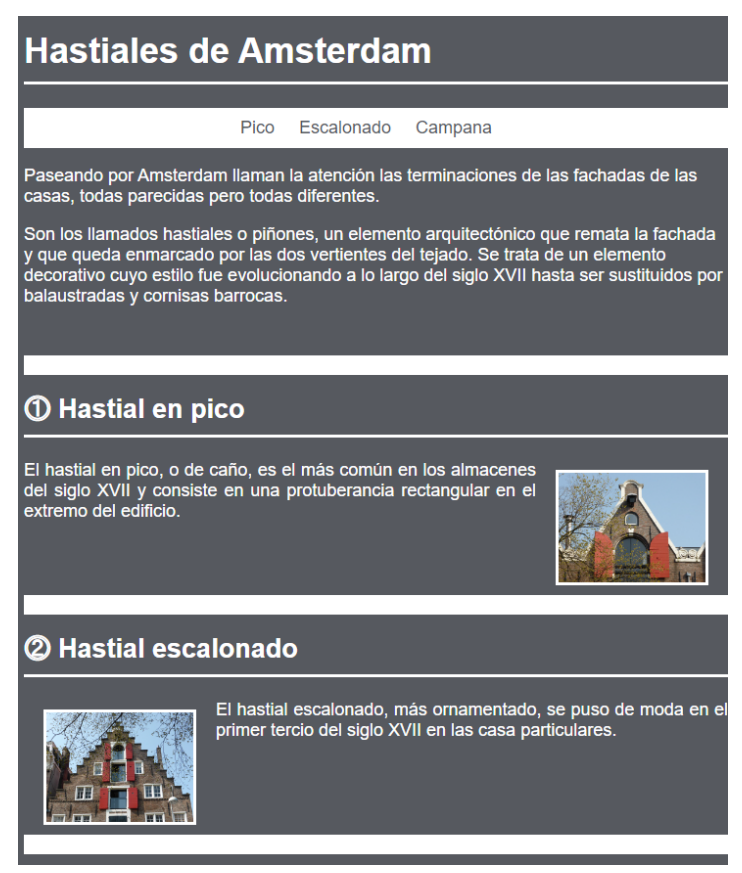 Hastiales de Amsterdam
Pico Escalonado Campana
Paseando por Amsterdam llaman la atención las terminaciones de las fachadas de las
casas, todas parecidas pero todas diferentes.
Son los llamados hastiales o piñones, un elemento arquitectónico que remata la fachada
y que queda enmarcado por las dos vertientes del tejado. Se trata de un elemento
decorativo cuyo estilo fue evolucionando a lo largo del siglo XVII hasta ser sustituidos por
balaustradas y cornisas barrocas.
① Hastial en pico
El hastial en pico, o de caño, es el más común en los almacenes
del siglo XVII y consiste en una protuberancia rectangular en el
extremo del edificio.
② Hastial escalonado
El hastial escalonado, más ornamentado, se puso de moda en el
primer tercio del siglo XVII en las casa particulares.